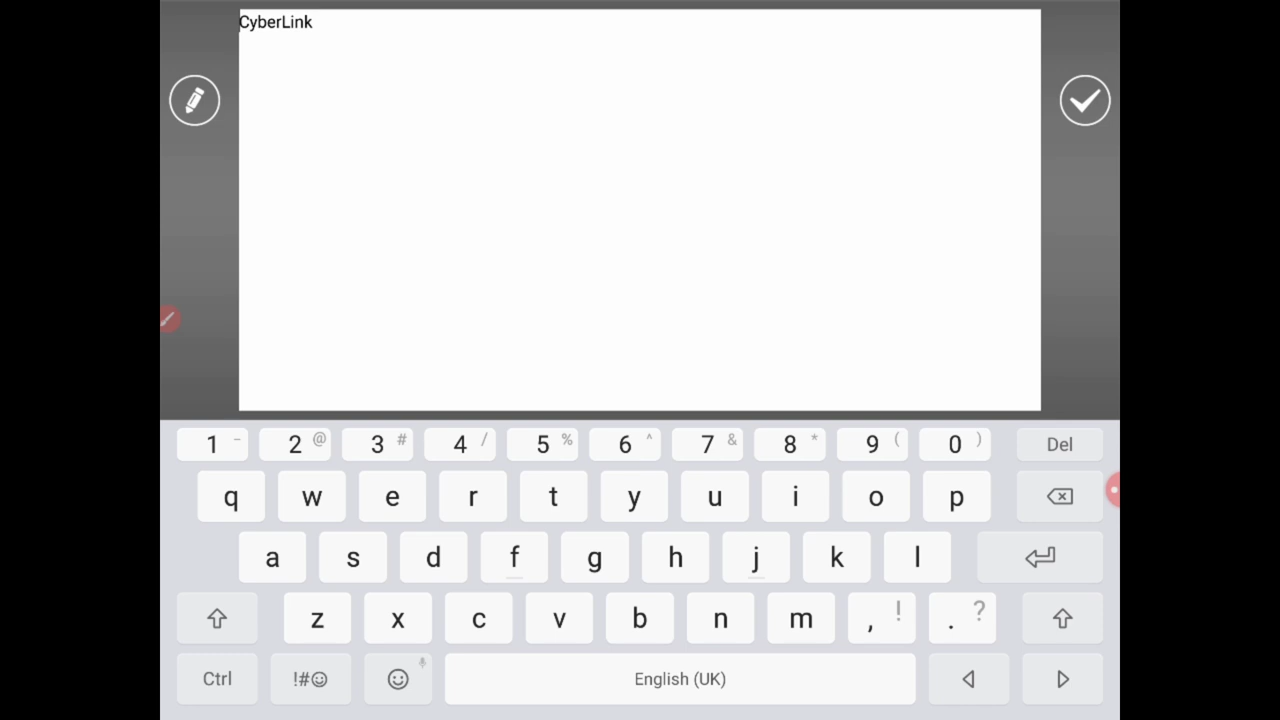 CyberLink
1 - 2 @ 3 # 4 / 5 % 6 ^ 7 & 8 * 9 ( 0 ) Del
q w e r t y u i o p
a s d f g h j k l
z x c v b n m , ! . ?
Ctrl !#☺ English (UK)